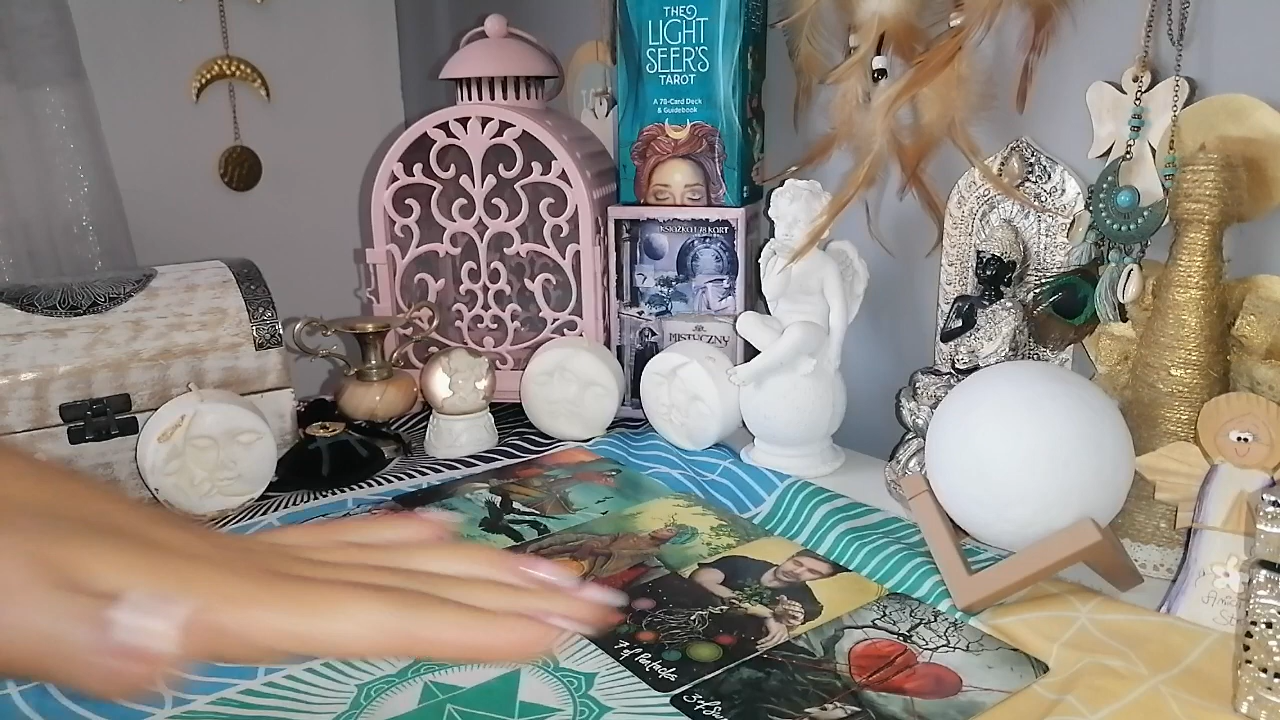 THE
LIGHT
SEER'S
TAROT
A 78-Card Deck
& Guidebook
KSIĄŻKA I 78 KART
MISTYCZNY
7 of Pentacles
3 of